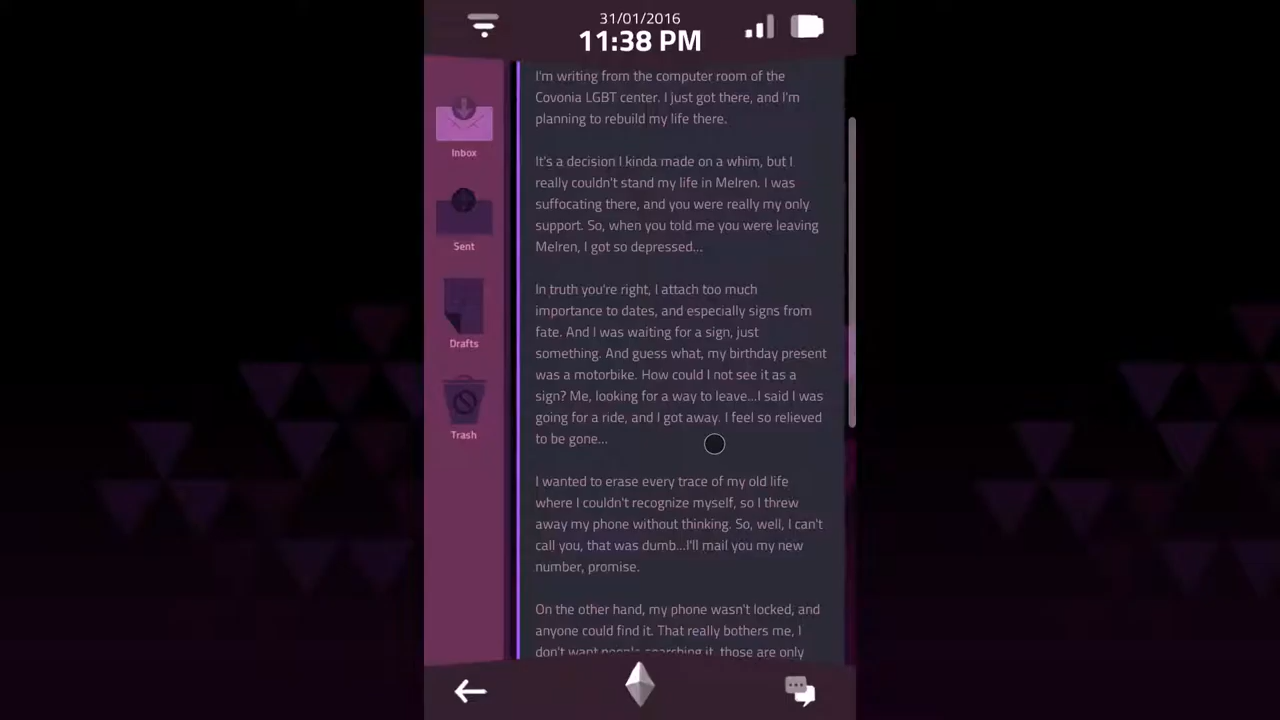 31/01/2016
11:38 PM
Inbox
Sent
Drafts
Trash
I'm writing from the computer room of the
Covonia LGBT center. I just got there, and I'm
planning to rebuild my life there.
It's a decision I kinda made on a whim, but I
really couldn't stand my life in Melren. I was
suffocating there, and you were really my only
support. So, when you told me you were leaving
Melren, I got so depressed...
In truth you're right, I attach too much
importance to dates, and especially signs from
fate. And I was waiting for a sign, just
something. And guess what, my birthday present
was a motorbike. How could I not see it as a
sign? Me, looking for a way to leave...I said I was
going for a ride, and I got away. I feel so relieved
to be gone...
I wanted to erase every trace of my old life
where I couldn't recognize myself, so I threw
away my phone without thinking. So, well, I can't
call you, that was dumb...I'll mail you my new
number, promise.
On the other hand, my phone wasn't locked, and
anyone could find it. That really bothers me, I
don't want people searching it, those are only